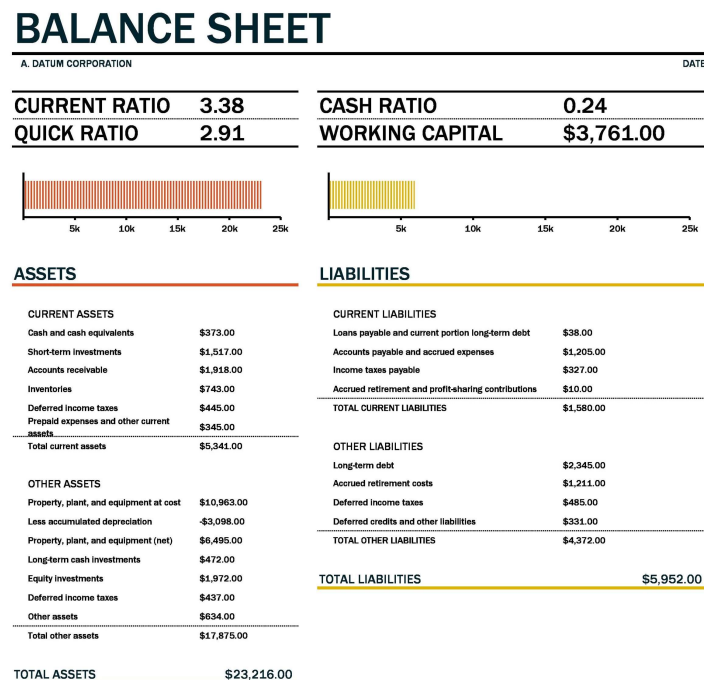 BALANCE SHEET
A. DATUM CORPORATION
DATE
CURRENT RATIO 3.38
QUICK RATIO 2.91
CASH RATIO 0.24
WORKING CAPITAL $3,761.00
5k 10k 15k 20k 25k
5k 10k 15k 20k 25k
ASSETS
CURRENT ASSETS
Cash and cash equivalents $373.00
Short-term investments $1,517.00
Accounts receivable $1,918.00
Inventories $743.00
Deferred income taxes $445.00
Prepaid expenses and other current
assets $345.00
Total current assets $5,341.00
OTHER ASSETS
Property, plant, and equipment at cost $10,963.00
Less accumulated depreciation -$3,098.00
Property, plant, and equipment (net) $6,495.00
Long-term cash investments $472.00
Equity investments $1,972.00
Deferred income taxes $437.00
Other assets $634.00
Total other assets $17,875.00
TOTAL ASSETS $23,216.00
LIABILITIES
CURRENT LIABILITIES
Loans payable and current portion long-term debt $38.00
Accounts payable and accrued expenses $1,205.00
Income taxes payable $327.00
Accrued retirement and profit-sharing contributions $10.00
TOTAL CURRENT LIABILITIES $1,580.00
OTHER LIABILITIES
Long-term debt $2,345.00
Accrued retirement costs $1,211.00
Deferred income taxes $485.00
Deferred credits and other liabilities $331.00
TOTAL OTHER LIABILITIES $4,372.00
TOTAL LIABILITIES $5,952.00